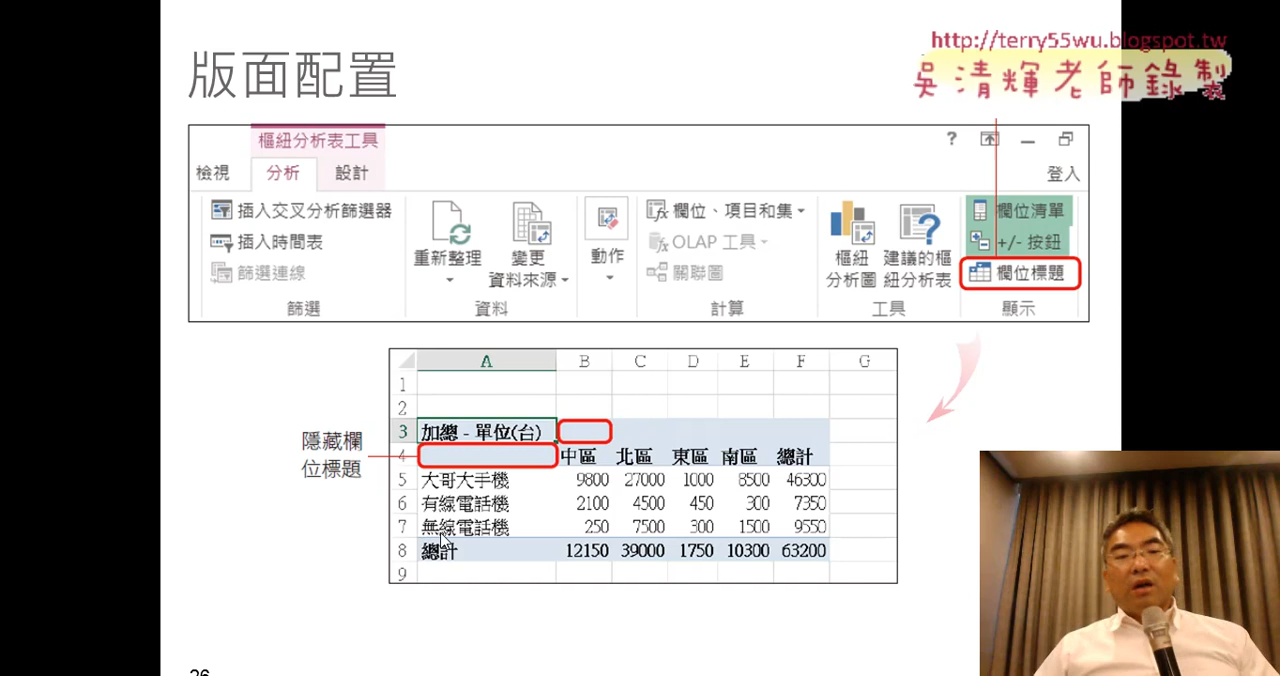 http://terry55wu.blogspot.tw
吳清輝老師錄製
版面配置
樞紐分析表工具
檢視 分析 設計 登入
?
插入交叉分析篩選器
插入時間表
篩選連線
篩選
重新整理
變更
資料來源
資料
動作
欄位、項目和集
OLAP 工具
關聯圖
計算
樞紐
分析圖
建議的樞
紐分析表
工具
欄位清單
+/- 按鈕
欄位標題
顯示
隱藏欄
位標題
A B C D E F G
1
2
3 加總 - 單位(台)
4 中區 北區 東區 南區 總計
5 大哥大手機 9800 27000 1000 8500 46300
6 有線電話機 2100 4500 450 300 7350
7 無線電話機 250 7500 300 1500 9550
8 總計 12150 39000 1750 10300 63200
9
26